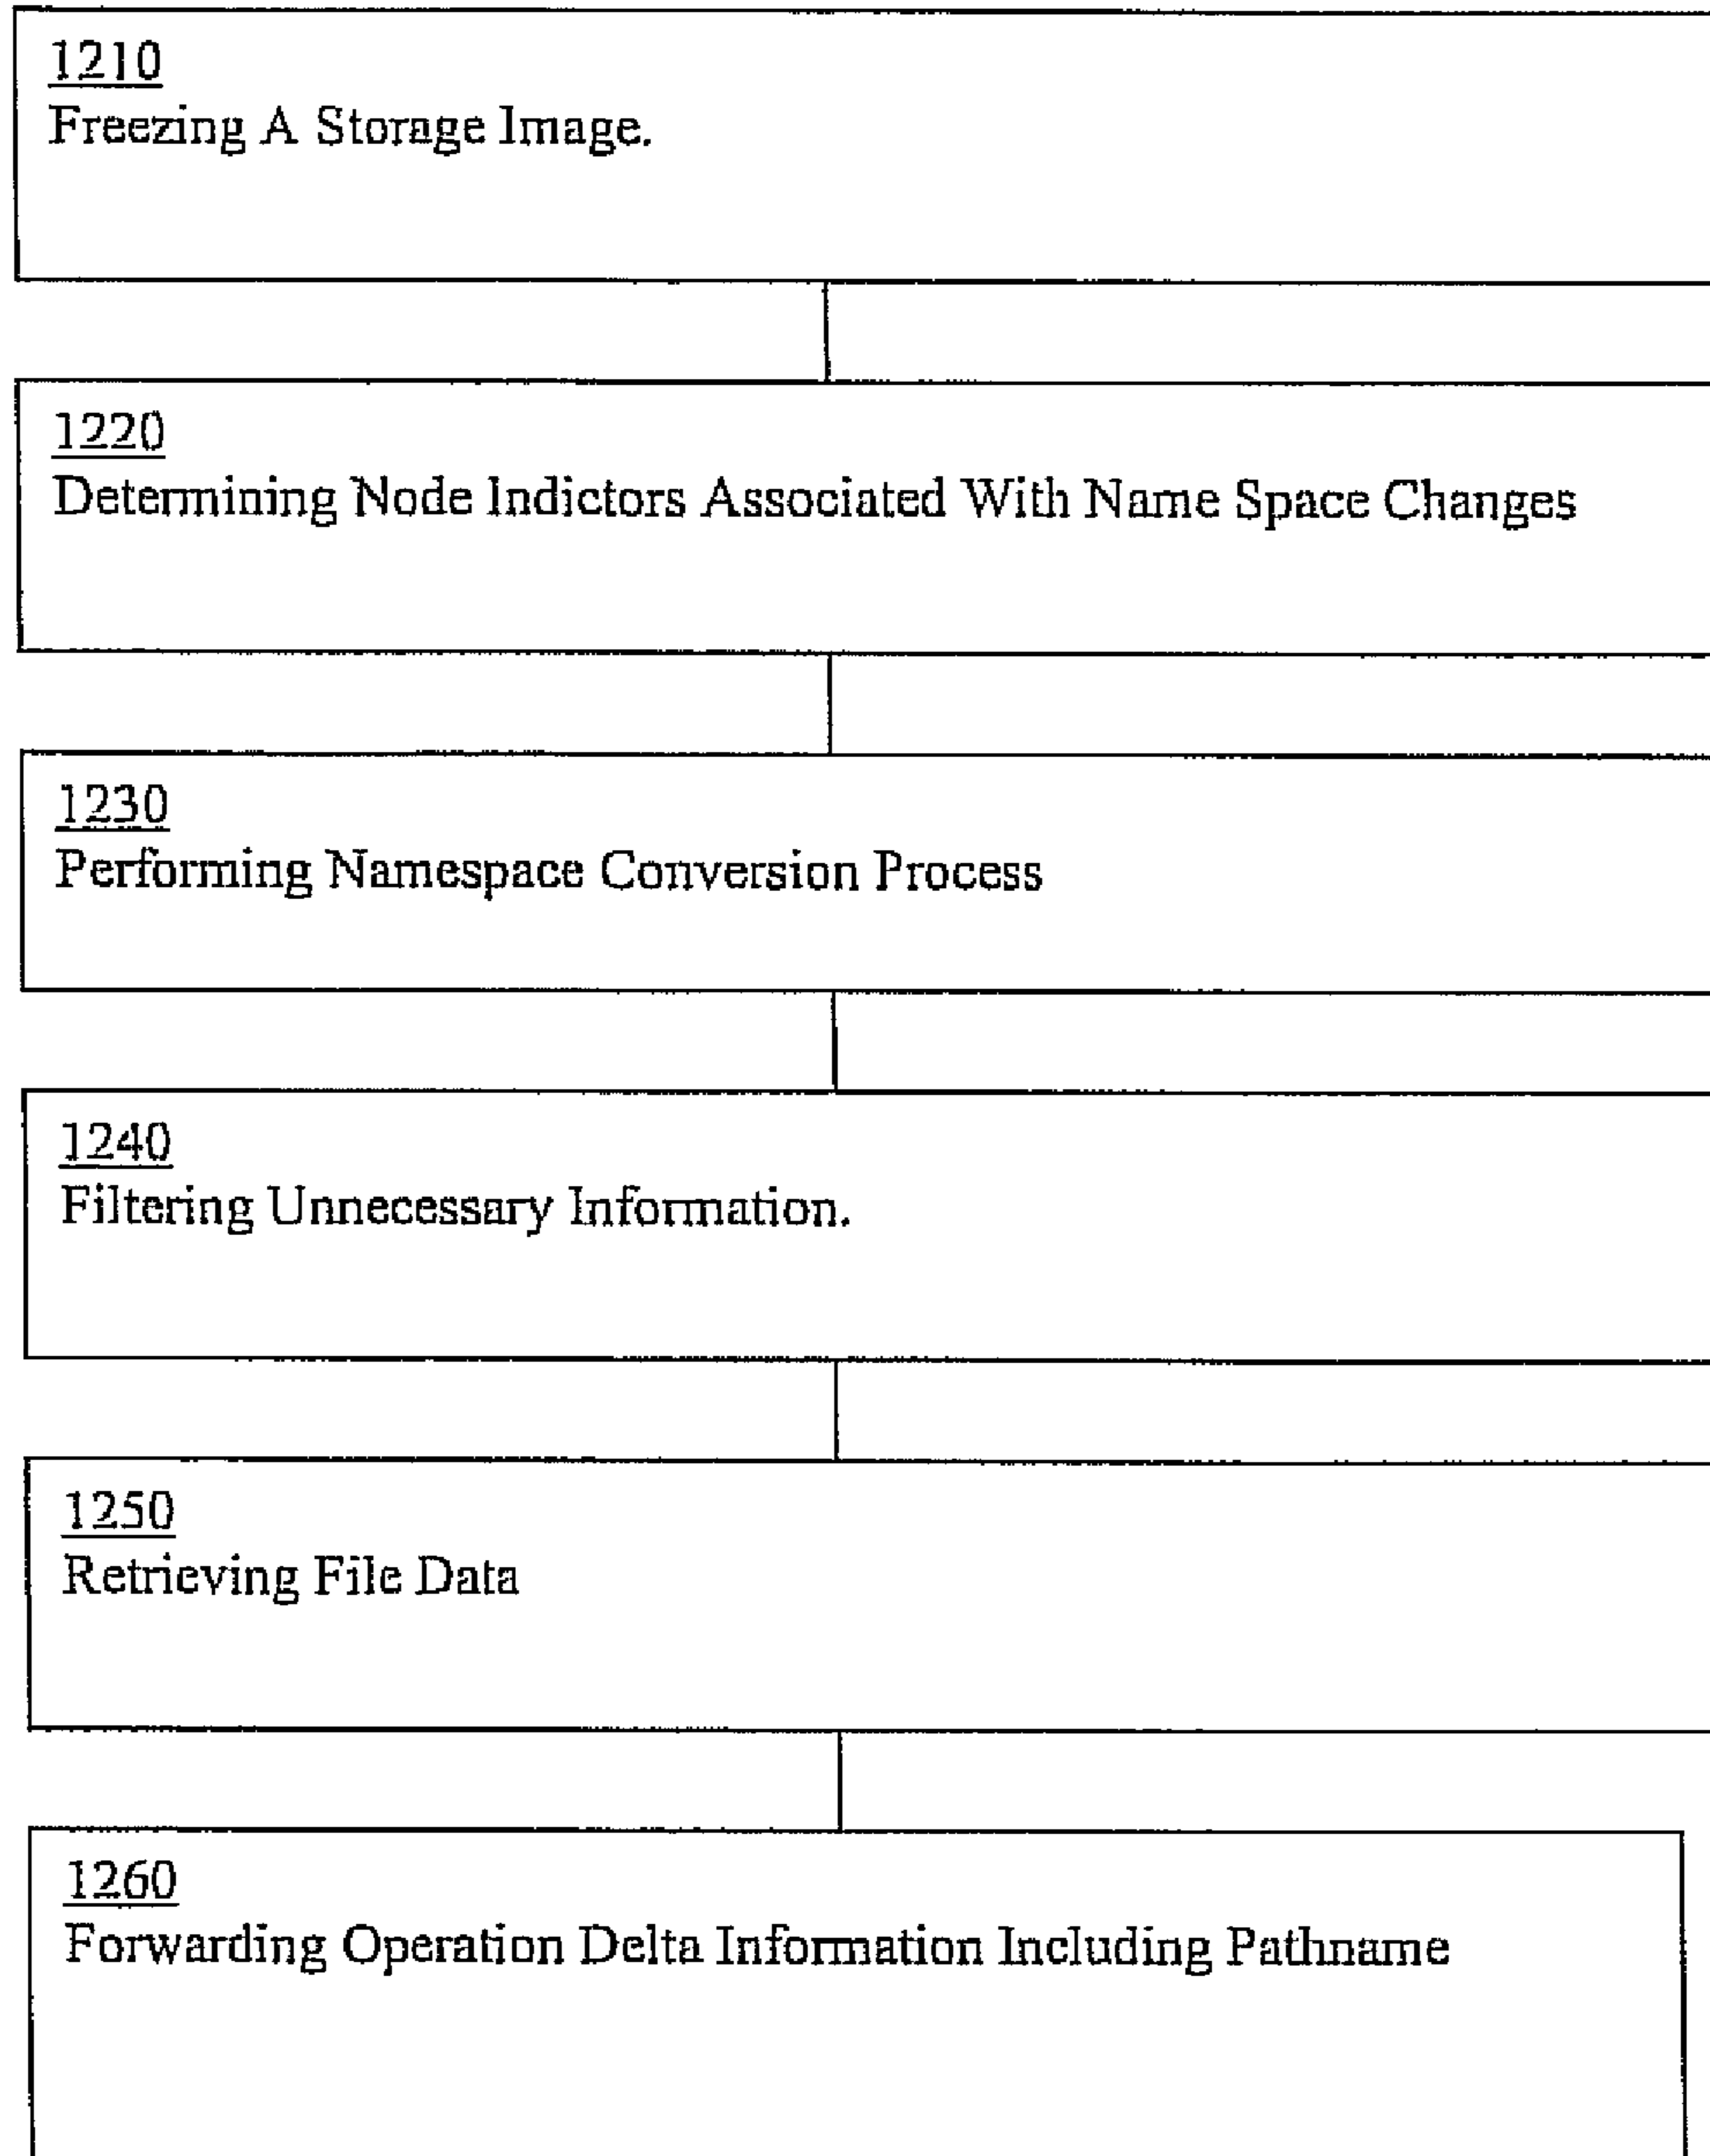 1210
Freezing A Storage Image.
1220
Determining Node Indictors Associated With Name Space Changes
1230
Performing Namespace Conversion Process
1240
Filtering Unnecessary Information.
1250
Retrieving File Data
1260
Forwarding Operation Delta Information Including Pathname